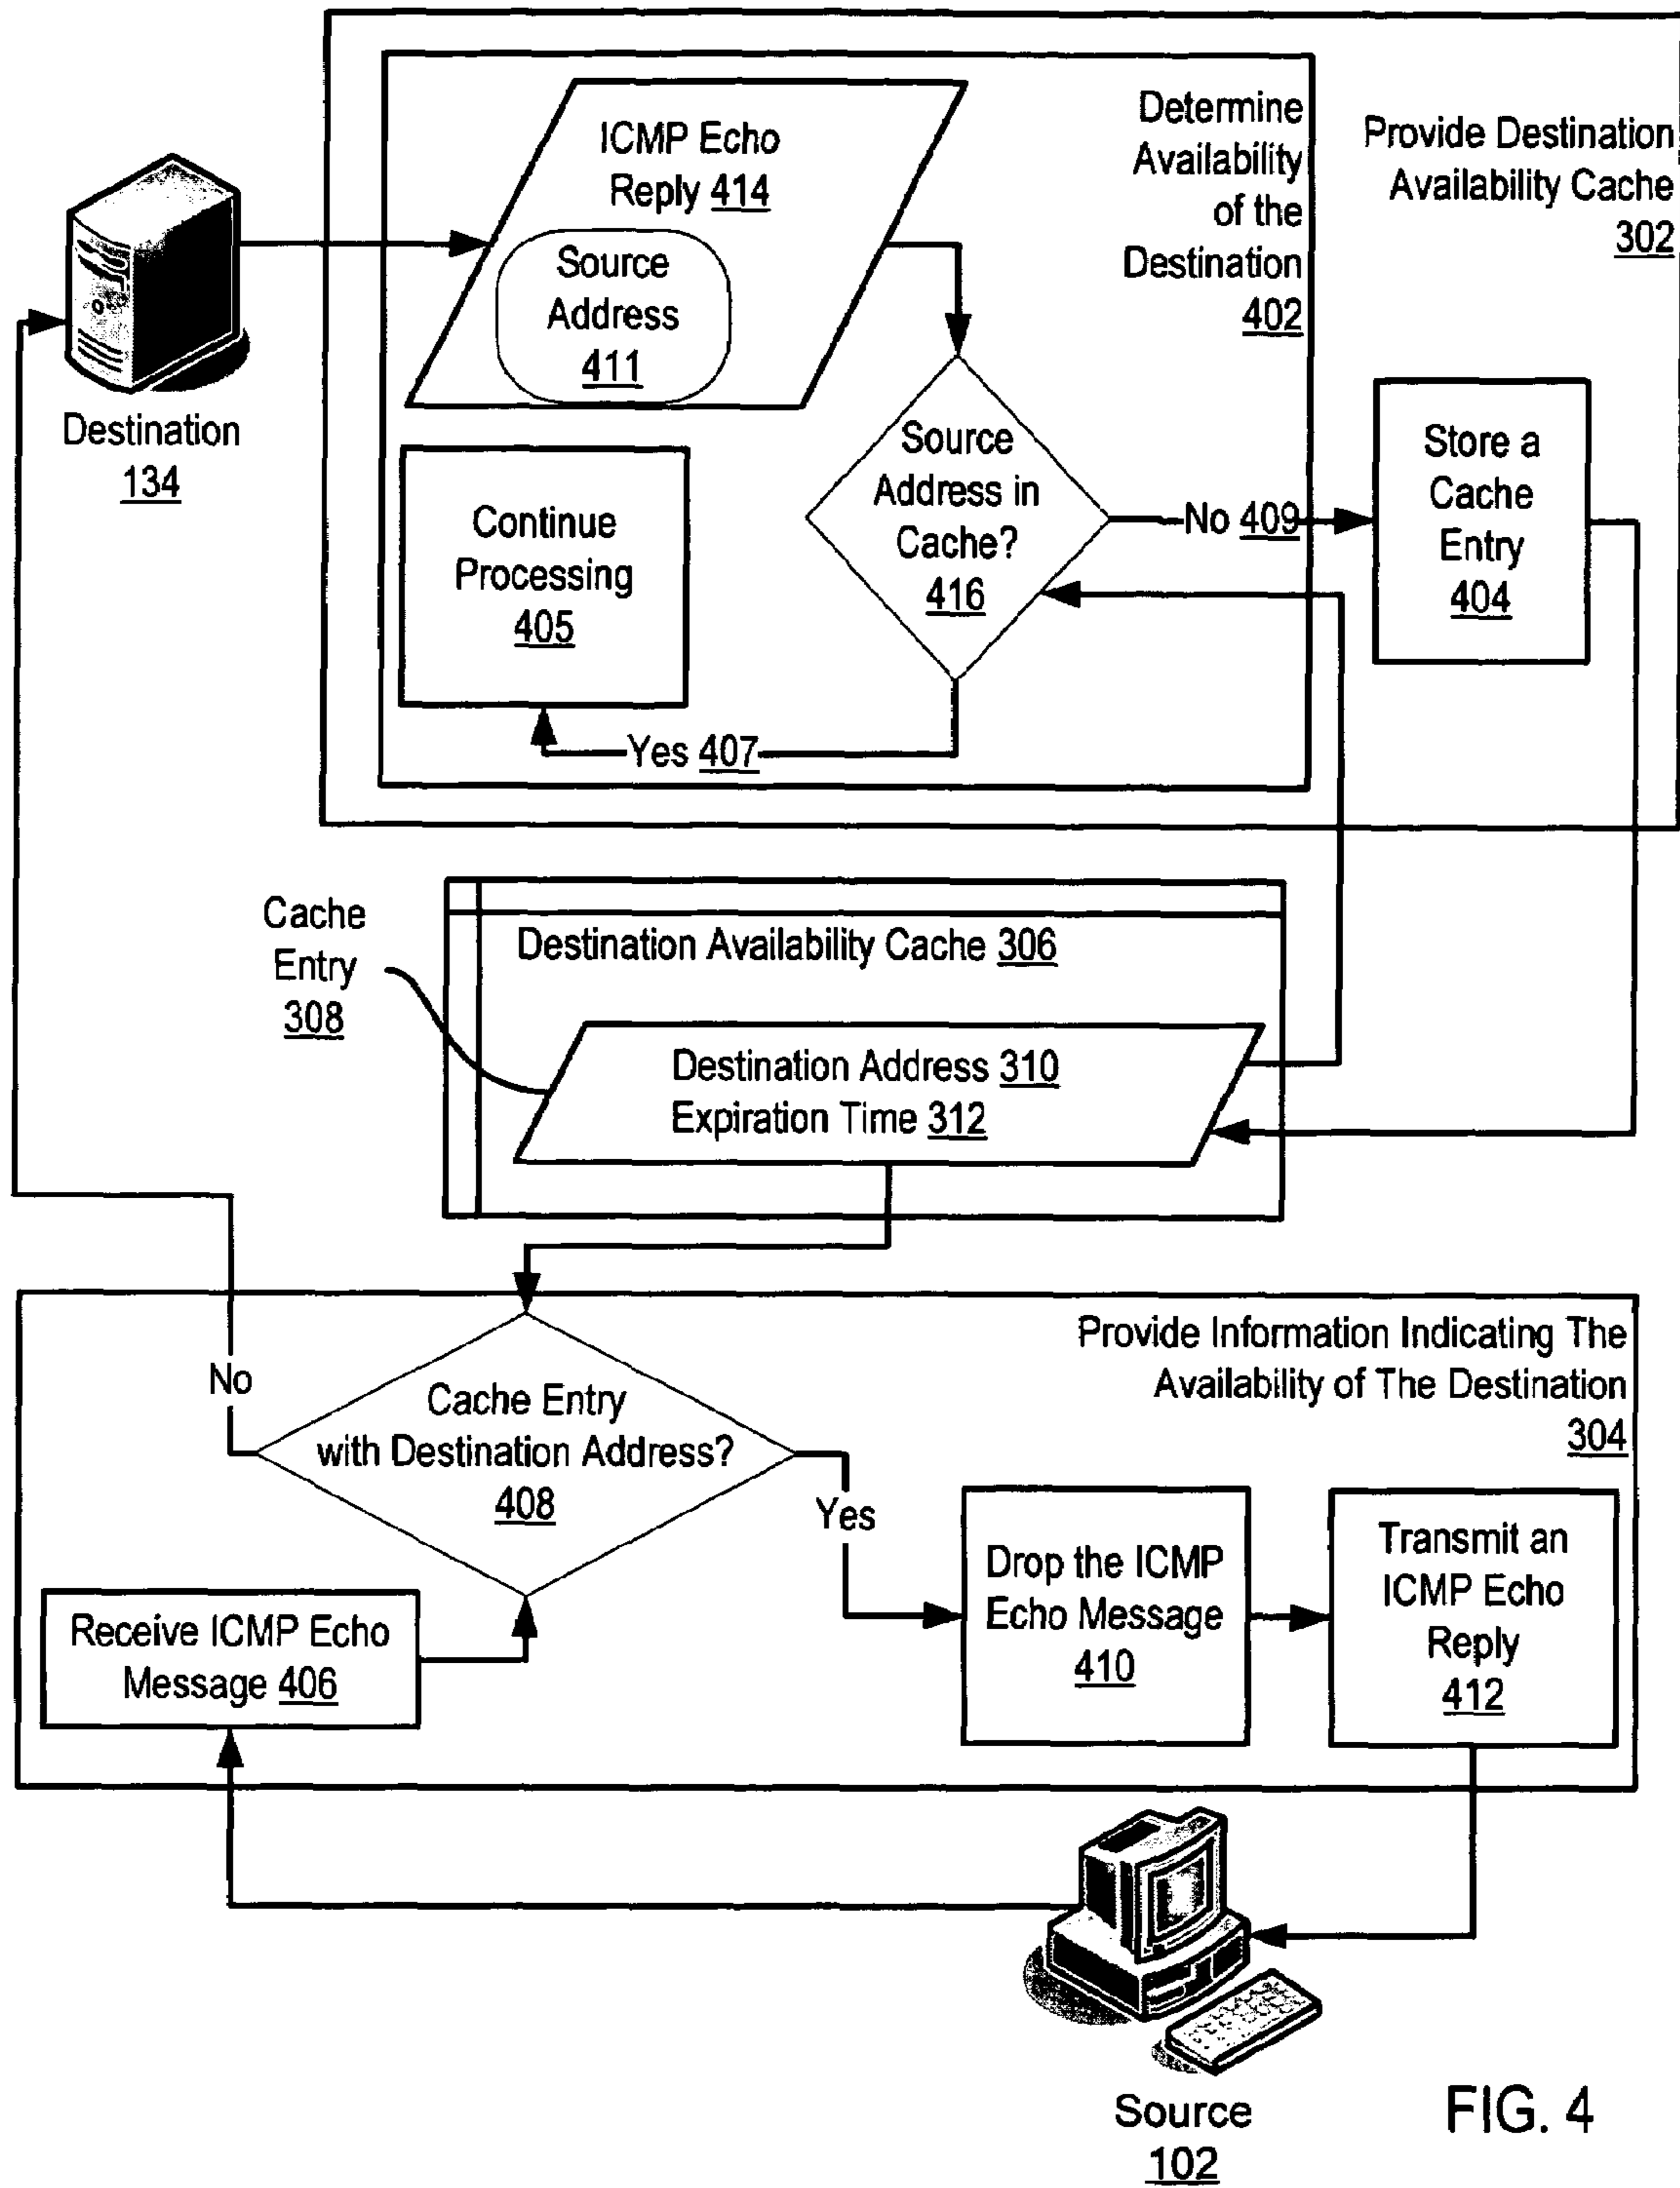 ICMP Echo
Reply 414
Source
Address
411
Determine
Availability
of the
Destination
402
Provide Destination
Availability Cache
302
Destination
134
Continue
Processing
405
Source
Address in
Cache?
416
No 409
Store a
Cache
Entry
404
Yes 407
Cache
Entry
308
Destination Availability Cache 306
Destination Address 310
Expiration Time 312
Provide Information Indicating The
Availability of The Destination
304
No
Cache Entry
with Destination Address?
408
Yes
Receive ICMP Echo
Message 406
Drop the ICMP
Echo Message
410
Transmit an
ICMP Echo
Reply
412
Source
102
FIG. 4